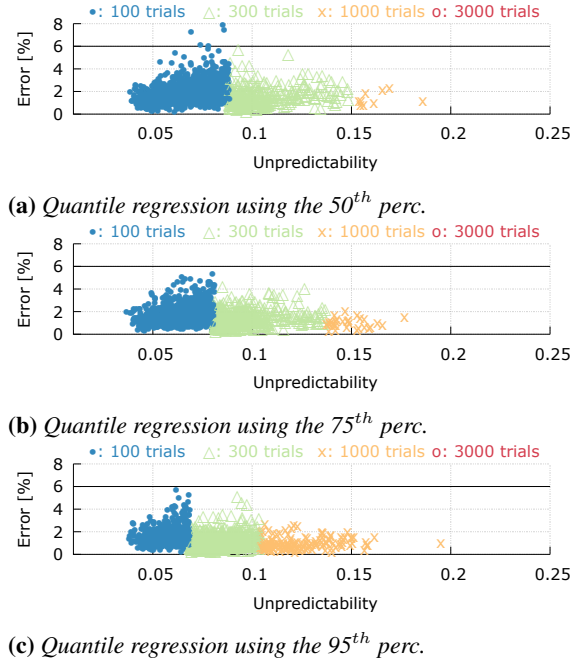 •: 100 trials △: 300 trials x: 1000 trials o: 3000 trials
Error [%]
8
6
4
2
0
0.05 0.1 0.15 0.2 0.25
Unpredictability
(a) Quantile regression using the 50th perc.
•: 100 trials △: 300 trials x: 1000 trials o: 3000 trials
Error [%]
8
6
4
2
0
0.05 0.1 0.15 0.2 0.25
Unpredictability
(b) Quantile regression using the 75th perc.
•: 100 trials △: 300 trials x: 1000 trials o: 3000 trials
Error [%]
8
6
4
2
0
0.05 0.1 0.15 0.2 0.25
Unpredictability
(c) Quantile regression using the 95th perc.